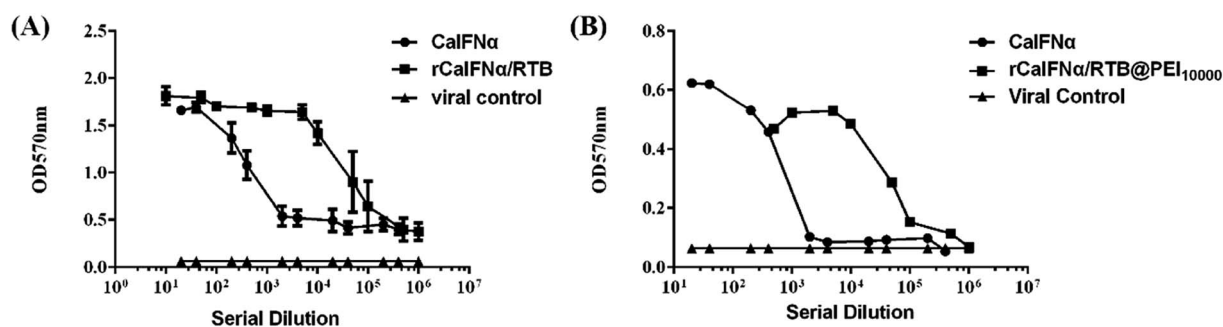 (A)
2.5
2.0
1.5
1.0
0.5
0.0
OD570nm
10⁰ 10¹ 10² 10³ 10⁴ 10⁵ 10⁶ 10⁷
Serial Dilution
CaIFNα
rCaIFNα/RTB
viral control
(B)
0.8
0.6
0.4
0.2
0.0
OD570nm
10¹ 10² 10³ 10⁴ 10⁵ 10⁶ 10⁷
Serial Dilution
CaIFNα
rCaIFNα/RTB@PEI₁₀₀₀₀
Viral Control